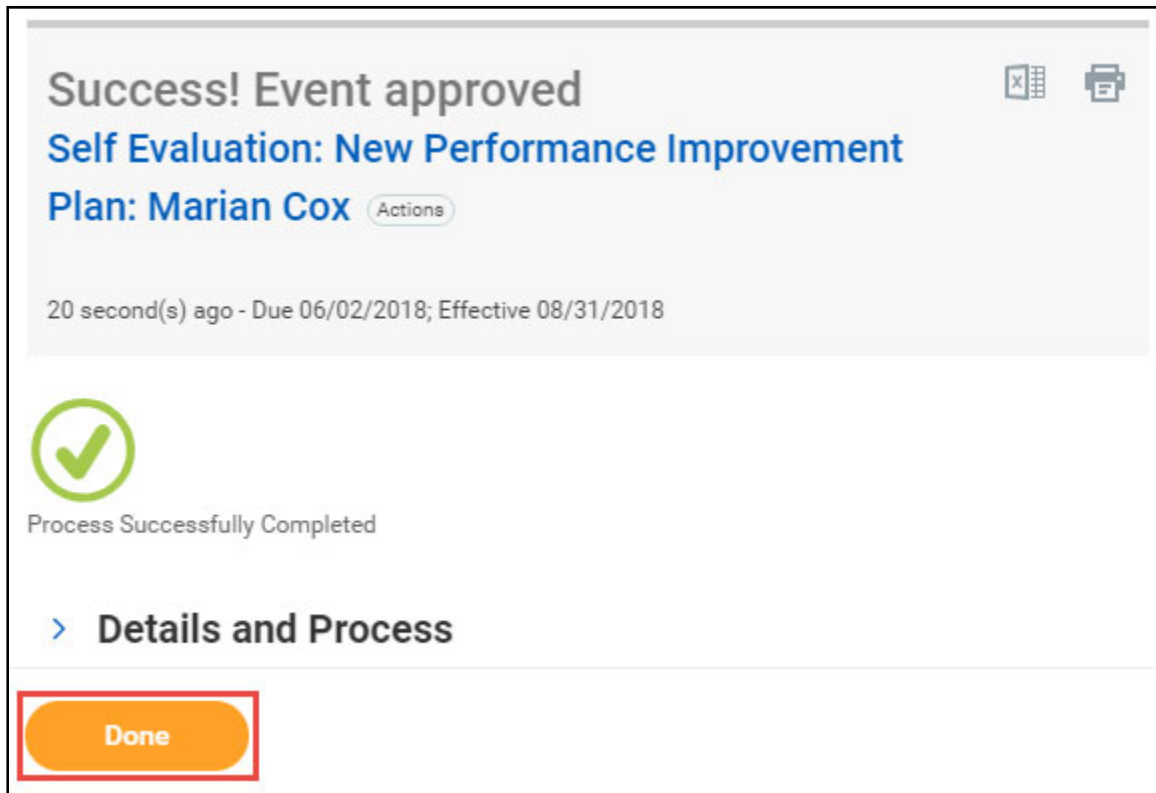 Success! Event approved
Self Evaluation: New Performance Improvement
Plan: Marian Cox Actions
20 second(s) ago - Due 06/02/2018; Effective 08/31/2018
Process Successfully Completed
Details and Process
Done